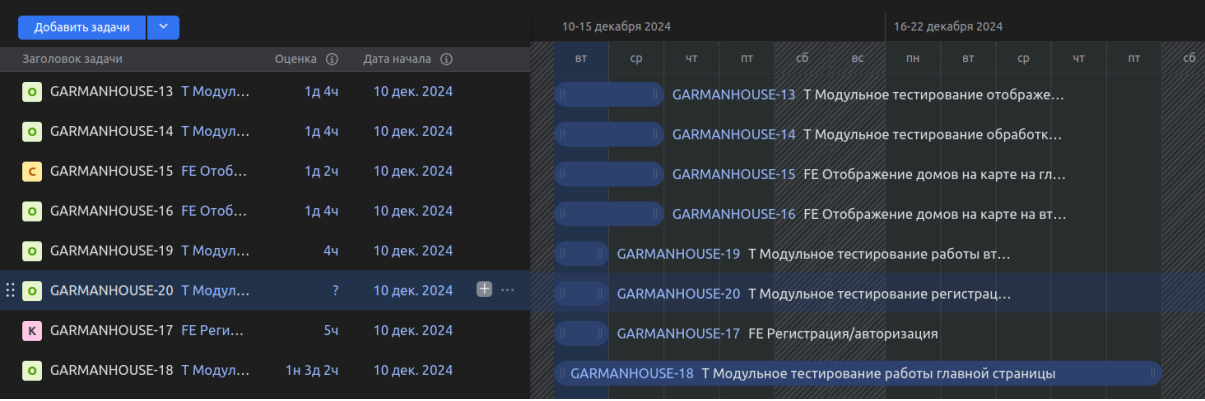 Добавить задачи
10-15 декабря 2024 16-22 декабря 2024
Заголовок задачи Оценка Дата начала
вт ср чт пт сб вс пн вт ср чт пт сб
О GARMANHOUSE-13 Т Модул... 1д 4ч 10 дек. 2024 GARMANHOUSE-13 Т Модульное тестирование отображе...
О GARMANHOUSE-14 Т Модул... 1д 4ч 10 дек. 2024 GARMANHOUSE-14 Т Модульное тестирование обработк...
С GARMANHOUSE-15 FE Отоб... 1д 2ч 10 дек. 2024 GARMANHOUSE-15 FE Отображение домов на карте на гл...
О GARMANHOUSE-16 FE Отоб... 1д 4ч 10 дек. 2024 GARMANHOUSE-16 FE Отображение домов на карте на вт...
О GARMANHOUSE-19 Т Модул... 4ч 10 дек. 2024 GARMANHOUSE-19 Т Модульное тестирование работы вт...
О GARMANHOUSE-20 Т Модул... ? 10 дек. 2024 GARMANHOUSE-20 Т Модульное тестирование регистрац...
К GARMANHOUSE-17 FE Реги... 5ч 10 дек. 2024 GARMANHOUSE-17 FE Регистрация/авторизация
О GARMANHOUSE-18 Т Модул... 1н 3д 2ч 10 дек. 2024 GARMANHOUSE-18 Т Модульное тестирование работы главной страницы